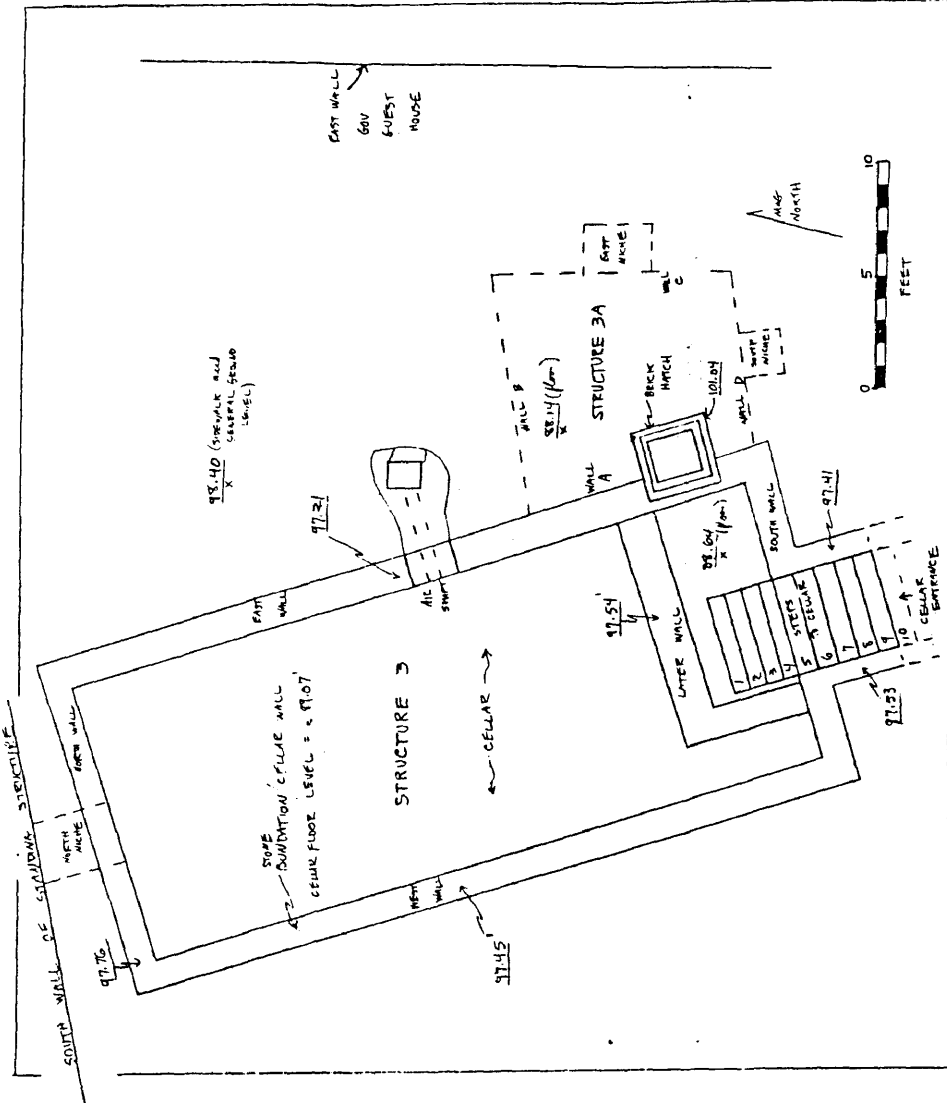 SOUTH WALL OF STANDING STRUCTURE
EAST WALL
GOV
GUEST
HOUSE
98.40 (SIDEWALK AND
GENERAL GROUND
LEVEL)
X
97.76
NORTH
NICHE
NORTH WALL
EAST
WALL
97.21
AIR
SHAFT
STONE
FOUNDATION CELLAR WALL
CELLAR FLOOR LEVEL = 89.07'
STRUCTURE 3
CELLAR
WEST
WALL
97.45'
WALL B
88.14 (floor)
X
STRUCTURE 3A
EAST
NICHE
WALL
C
WALL
A
BRICK
HATCH
101.04
WALL D
SOUTH
NICHE
LATER WALL
97.54'
88.64
X (floor)
SOUTH WALL
97.41
STEPS
CELLAR
1
2
3
4
5
6
7
8
9
10
CELLAR
ENTRANCE
97.53
MAG
NORTH
0
5
10
FEET